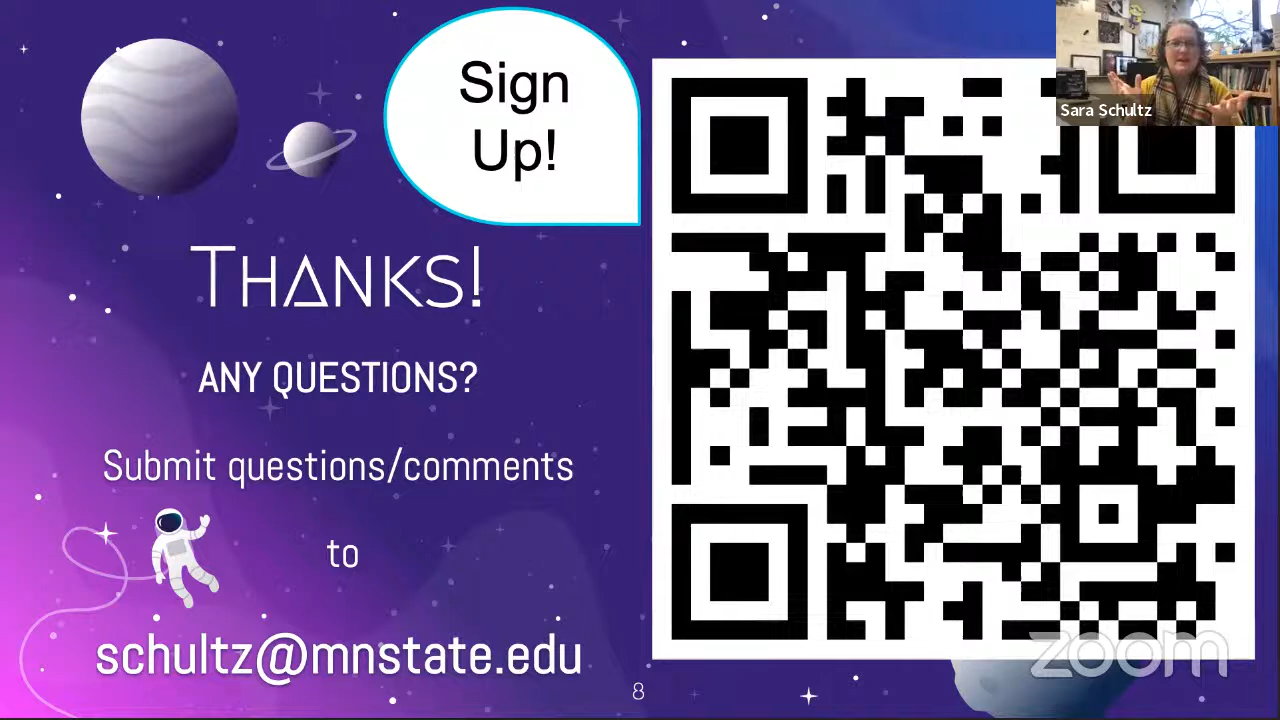 Sign
Up!
Sara Schultz
THANKS!
ANY QUESTIONS?
Submit questions/comments
to
schultz@mnstate.edu
8
zoom